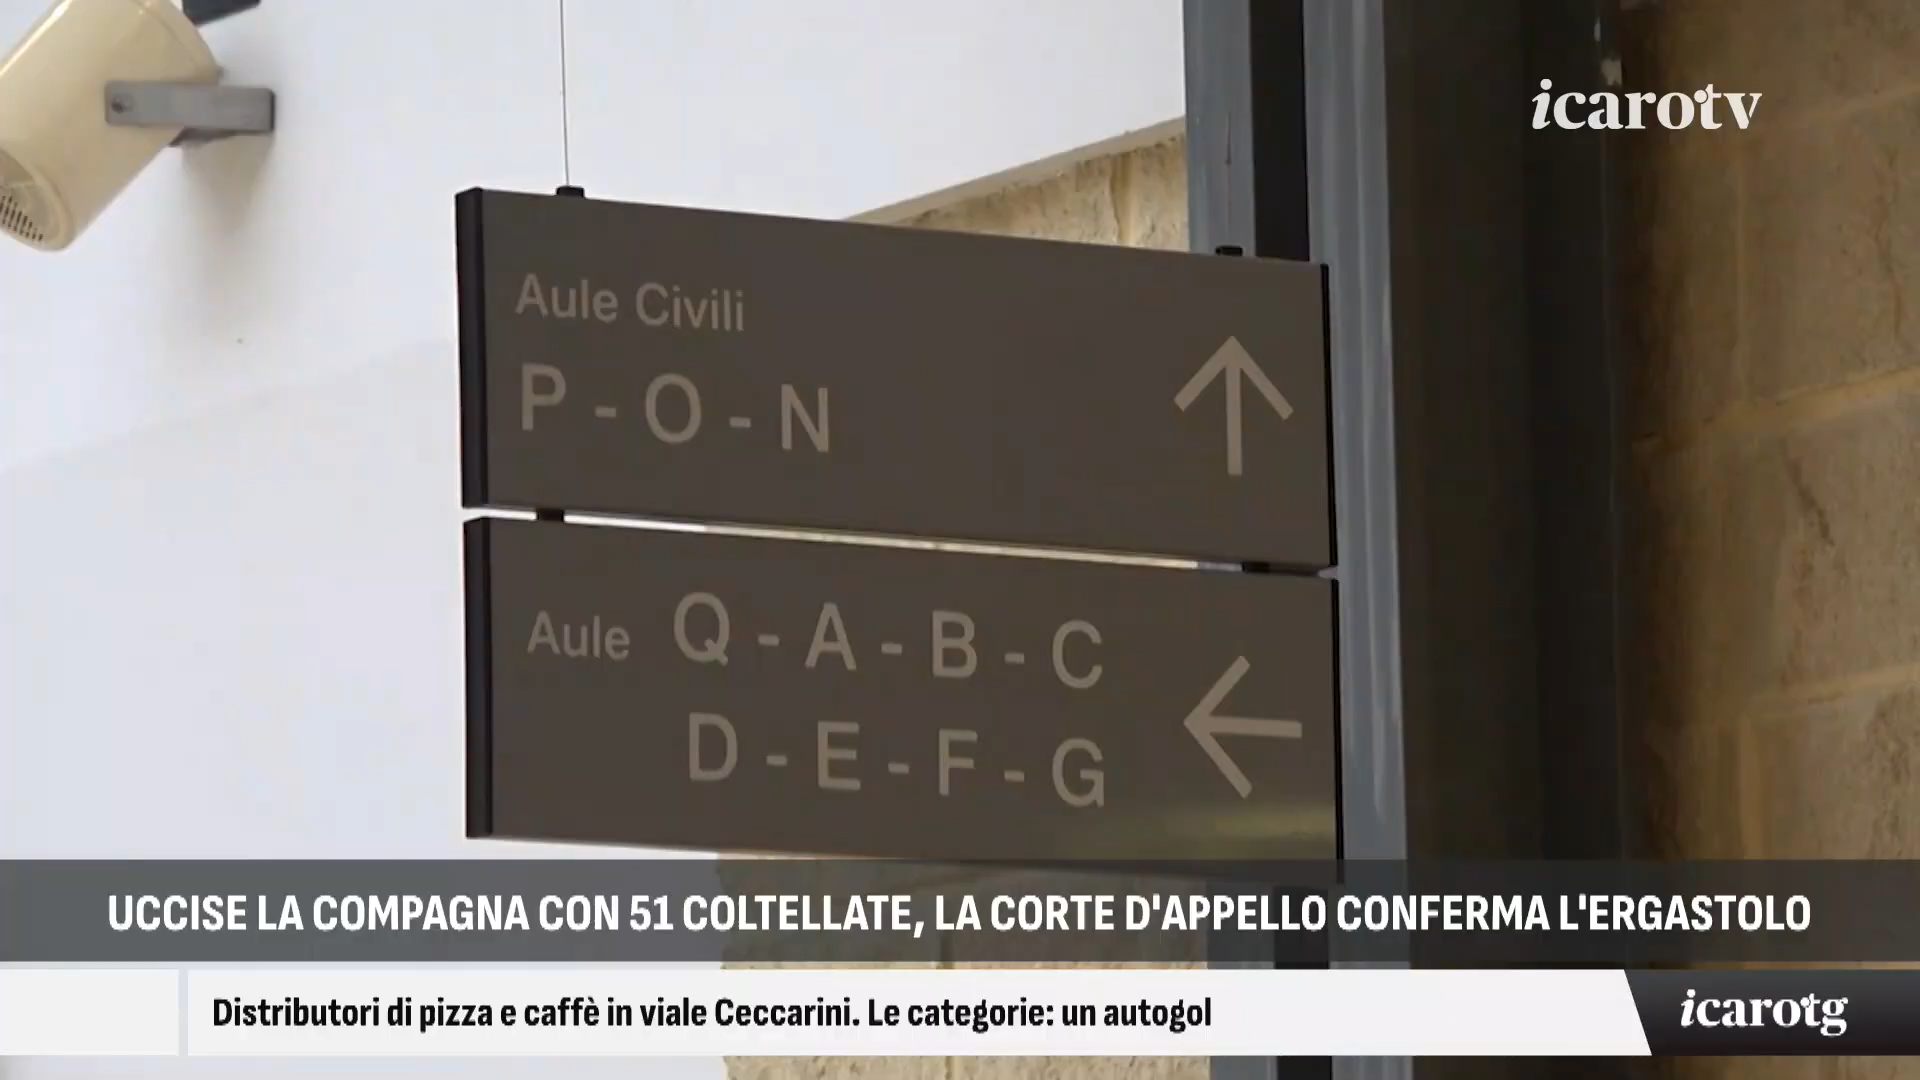 icarotv
Aule Civili
P - O - N
Aule Q - A - B - C
D - E - F - G
UCCISE LA COMPAGNA CON 51 COLTELLATE, LA CORTE D'APPELLO CONFERMA L'ERGASTOLO
Distributori di pizza e caffè in viale Ceccarini. Le categorie: un autogol
icarotg